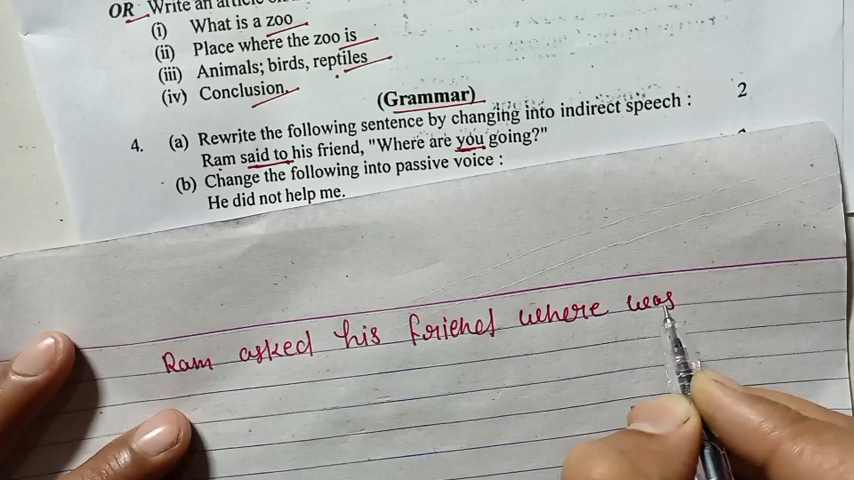 OR Write an article on
(i) What is a zoo
(ii) Place where the zoo is
(iii) Animals; birds, reptiles
(iv) Conclusion.
(Grammar)
4. (a) Rewrite the following sentence by changing into indirect speech : 2
Ram said to his friend, "Where are you going?"
(b) Change the following into passive voice :
He did not help me.
Ram asked his friend where was